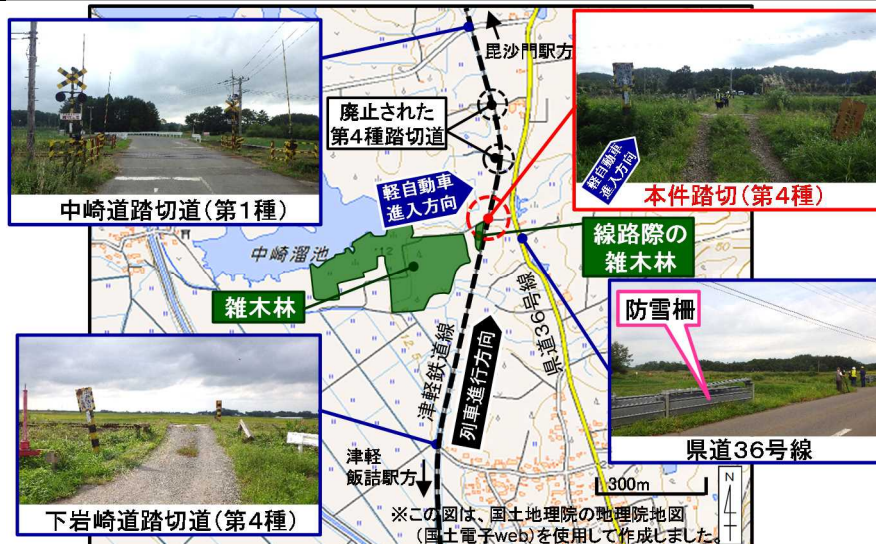 毘沙門駅方
廃止された
第4種踏切道
軽自動車
進入方向
中崎道踏切道(第1種)
軽自動車
進入方向
本件踏切(第4種)
中崎溜池
12
線路際の
雑木林
雑木林
県道36号線
防雪柵
12.5
津軽鉄道線
列車進行方向
県道36号線
津軽
飯詰駅方
300m
N
下岩崎道踏切道(第4種)
※この図は、国土地理院の地理院地図
(国土電子web)を使用して作成しました。